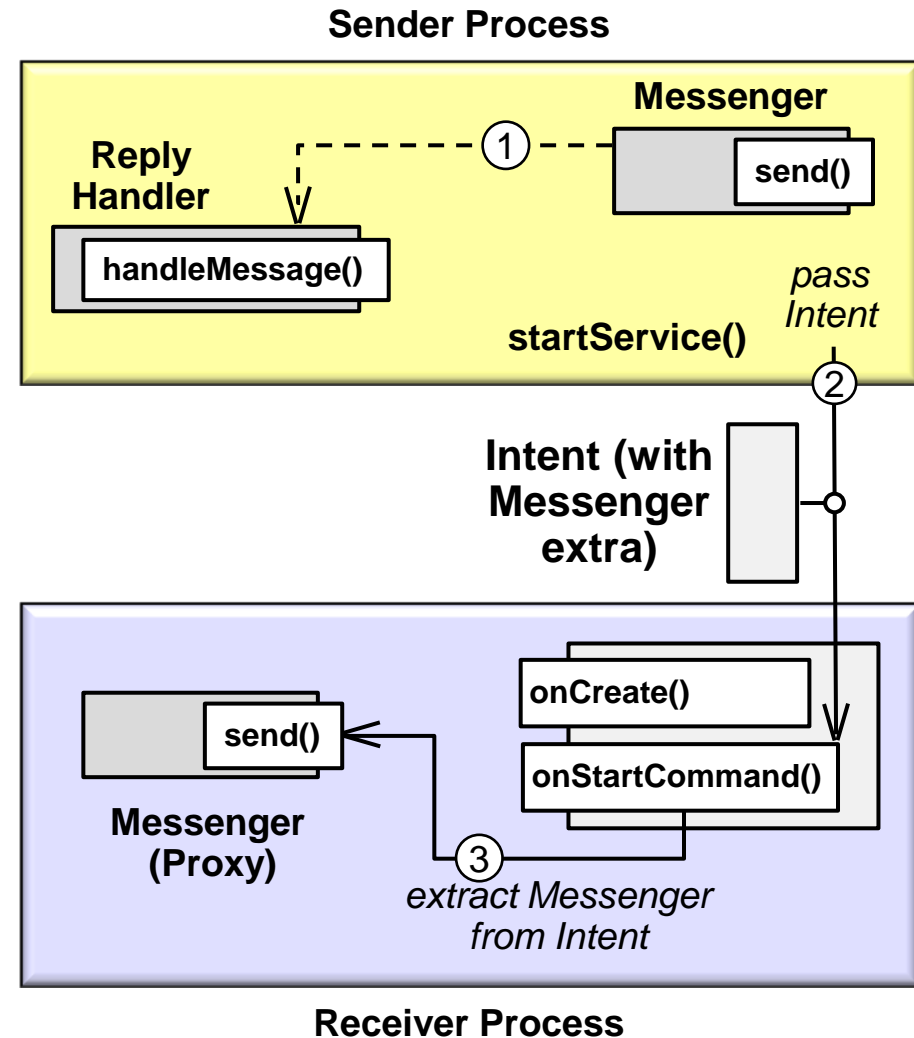 Sender Process
Messenger
1
Reply
Handler
send()
handleMessage()
pass
Intent
startService()
2
Intent (with
Messenger
extra)
onCreate()
send()
onStartCommand()
Messenger
(Proxy)
3
extract Messenger
from Intent
Receiver Process